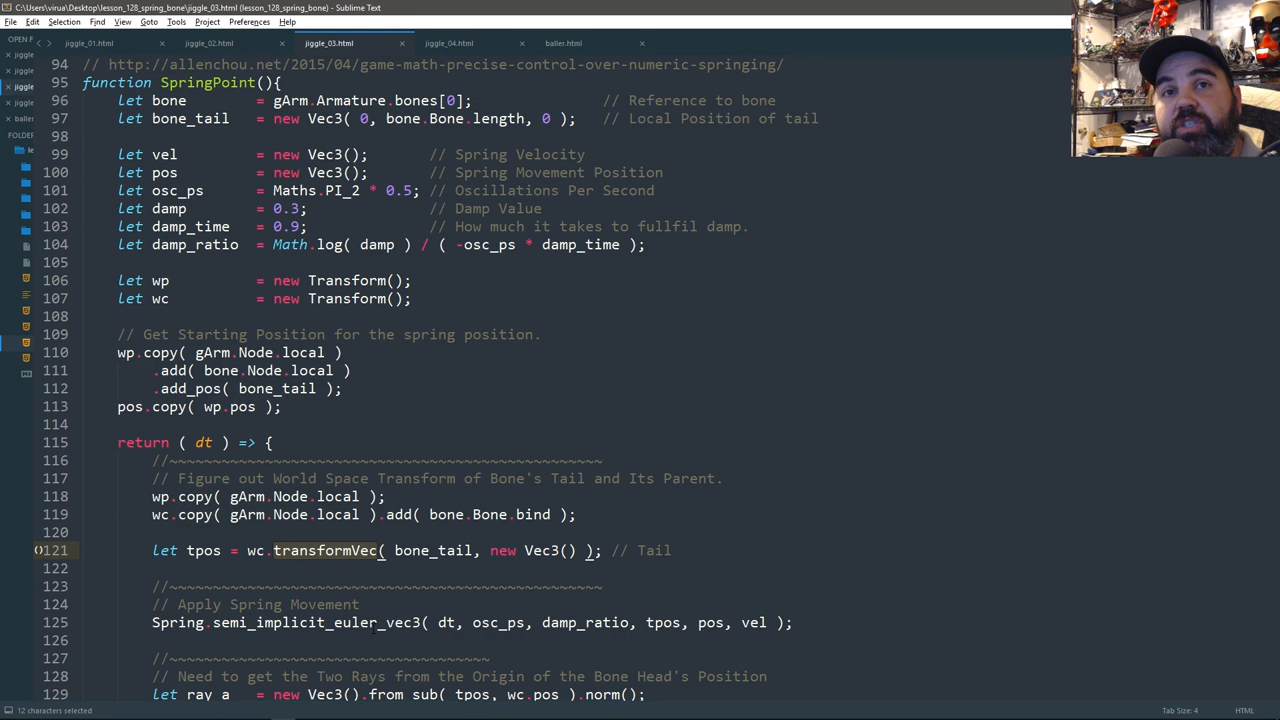 C:\Users\virua\Desktop\lesson_128_spring_bone\jiggle_03.html (lesson_128_spring_bone) - Sublime Text
File Edit Selection Find View Goto Tools Project Preferences Help
OPEN F
jiggle_01.html jiggle_02.html jiggle_03.html jiggle_04.html baller.html
jiggle
jiggle
jiggle
jiggle
baller
FOLDER
le
94 // http://allenchou.net/2015/04/game-math-precise-control-over-numeric-springing/
95 function SpringPoint(){
96 let bone = gArm.Armature.bones[0]; // Reference to bone
97 let bone_tail = new Vec3( 0, bone.Bone.length, 0 ); // Local Position of tail
98
99 let vel = new Vec3(); // Spring Velocity
100 let pos = new Vec3(); // Spring Movement Position
101 let osc_ps = Maths.PI_2 * 0.5; // Oscillations Per Second
102 let damp = 0.3; // Damp Value
103 let damp_time = 0.9; // How much it takes to fullfil damp.
104 let damp_ratio = Math.log( damp ) / ( -osc_ps * damp_time );
105
106 let wp = new Transform();
107 let wc = new Transform();
108
109 // Get Starting Position for the spring position.
110 wp.copy( gArm.Node.local )
111 .add( bone.Node.local )
112 .add_pos( bone_tail );
113 pos.copy( wp.pos );
114
115 return ( dt ) => {
116 //~~~~~~~~~~~~~~~~~~~~~~~~~~~~~~~~~~~~~~~~~~~~~~~~~~
117 // Figure out World Space Transform of Bone's Tail and Its Parent.
118 wp.copy( gArm.Node.local );
119 wc.copy( gArm.Node.local ).add( bone.Bone.bind );
120
121 let tpos = wc.transformVec( bone_tail, new Vec3() ); // Tail
122
123 //~~~~~~~~~~~~~~~~~~~~~~~~~~~~~~~~~~~~~~~~~~~~~~~~~~
124 // Apply Spring Movement
125 Spring.semi_implicit_euler_vec3( dt, osc_ps, damp_ratio, tpos, pos, vel );
126
127 //~~~~~~~~~~~~~~~~~~~~~~~~~~~~~~~~~~~~~
128 // Need to get the Two Rays from the Origin of the Bone Head's Position
129 let ray_a = new Vec3().from_sub( tpos, wc.pos ).norm();
12 characters selected Tab Size: 4 HTML